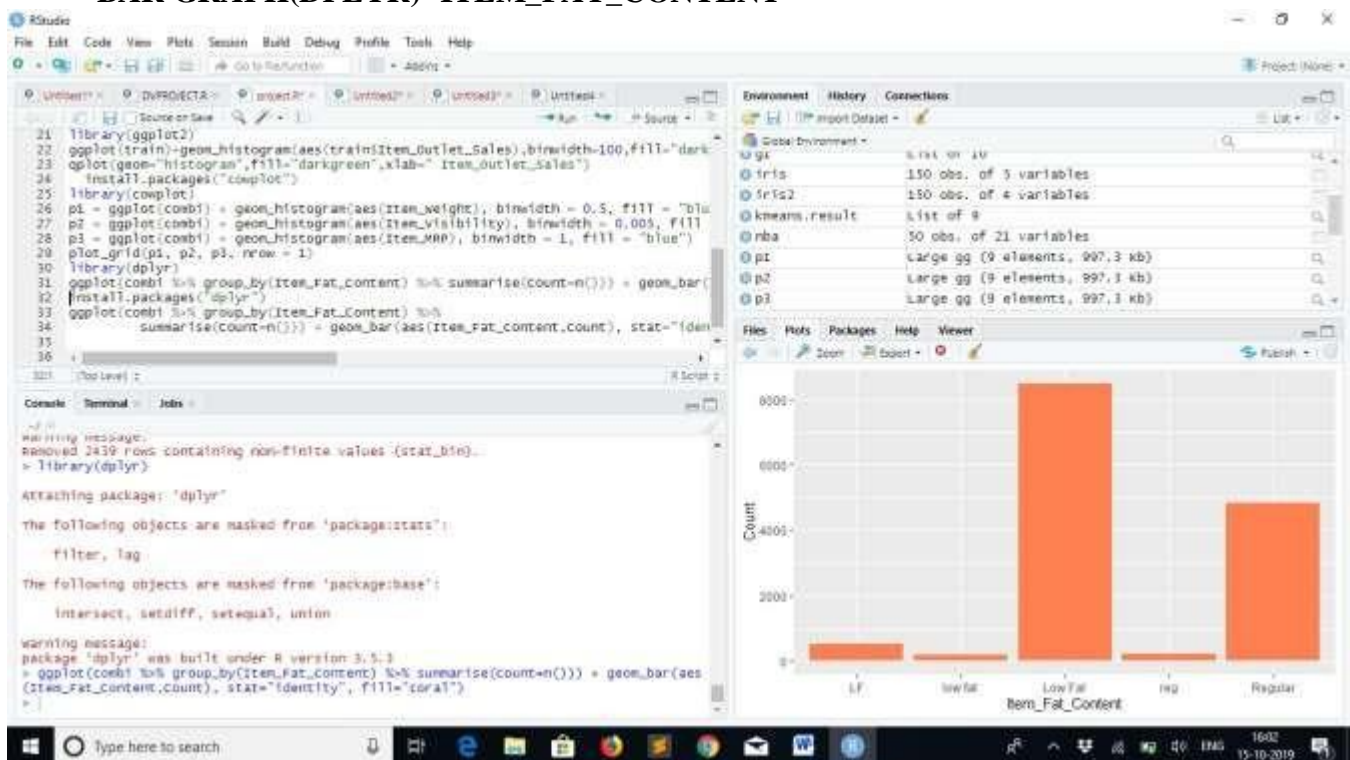 BAR GRAPH(DPLYR)- ITEM_FAT_CONTENT
RStudio
File Edit Code View Plots Session Build Debug Profile Tools Help
Go to file/function Addins
Project: (None)
DVPROJECT.R project.R
Source on Save Run Source
21 library(ggplot2)
22 ggplot(train)+geom_histogram(aes(train$Item_Outlet_Sales),binwidth=100,fill="dark
23 qplot(geom="histogram",fill="darkgreen",xlab=" Item_Outlet_Sales")
24 install.packages("cowplot")
25 library(cowplot)
26 p1 = ggplot(combi) + geom_histogram(aes(Item_Weight), binwidth = 0.5, fill = "blu
27 p2 = ggplot(combi) + geom_histogram(aes(Item_Visibility), binwidth = 0.005, fill
28 p3 = ggplot(combi) + geom_histogram(aes(Item_MRP), binwidth = 1, fill = "blue")
29 plot_grid(p1, p2, p3, nrow = 1)
30 library(dplyr)
31 ggplot(combi %>% group_by(Item_Fat_Content) %>% summarise(Count=n())) + geom_bar(
32 install.packages("dplyr")
33 ggplot(combi %>% group_by(Item_Fat_Content) %>%
34 summarise(Count=n())) + geom_bar(aes(Item_Fat_Content,Count), stat="iden
35
36
32:1 (Top Level) R Script
Console Terminal Jobs
Warning message:
Removed 2439 rows containing non-finite values (stat_bin).
> library(dplyr)
Attaching package: 'dplyr'
The following objects are masked from 'package:stats':
filter, lag
The following objects are masked from 'package:base':
intersect, setdiff, setequal, union
Warning message:
package 'dplyr' was built under R version 3.5.3
> ggplot(combi %>% group_by(Item_Fat_Content) %>% summarise(Count=n())) + geom_bar(aes
(Item_Fat_Content,Count), stat="identity", fill="coral")
>
Environment History Connections
Import Dataset List
Global Environment
g1 List of 10
iris 150 obs. of 5 variables
iris2 150 obs. of 4 variables
kmeans.result List of 9
nba 50 obs. of 21 variables
p1 Large gg (9 elements, 997.3 kb)
p2 Large gg (9 elements, 997.3 kb)
p3 Large gg (9 elements, 997.3 kb)
Files Plots Packages Help Viewer
Zoom Export Publish
8000
6000
4000
2000
0
Count
LF low fat Low Fat reg Regular
Item_Fat_Content
Type here to search
ENG 16:02
15-10-2019